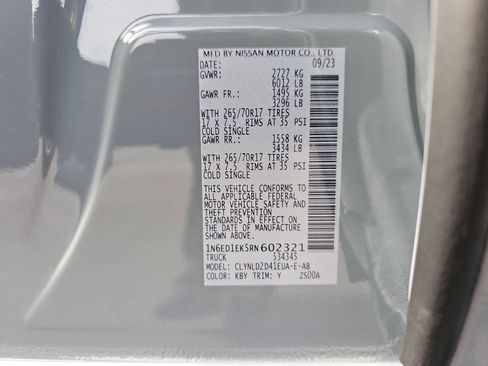 MFD BY NISSAN MOTOR CO., LTD
DATE: 09/23
GVWR: 2727 KG
6012 LB
GAWR FR.: 1495 KG
3296 LB
WITH 265/70R17 TIRES
17 X 7.5 RIMS AT 35 PSI
COLD SINGLE
GAWR RR.: 1558 KG
3434 LB
WITH 265/70R17 TIRES
17 X 7.5 RIMS AT 35 PSI
COLD SINGLE
THIS VEHICLE CONFORMS TO
ALL APPLICABLE FEDERAL
MOTOR VEHICLE SAFETY AND
THEFT PREVENTION
STANDARDS IN EFFECT ON
THE DATE OF MANUFACTURE
SHOWN ABOVE.
1N6ED1EK5RN602321
TRUCK 534345
MODEL: CLYNLD2D41EUA-E-AB
COLOR: KBY TRIM: Y ZS00A